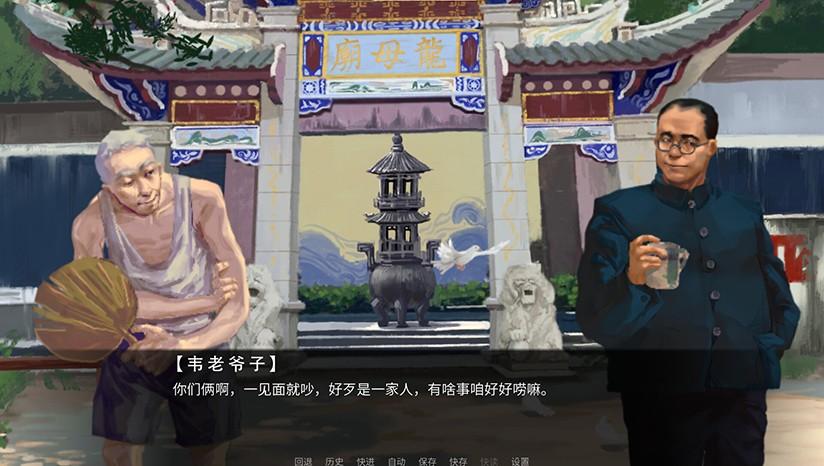 龍母廟
【韦老爷子】
你们俩啊，一见面就吵，好歹是一家人，有啥事咱好好唠嘛。
回退 历史 快进 自动 保存 快存 快读 设置